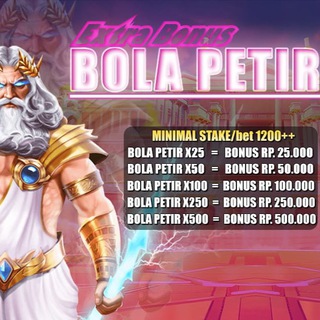 Extra Bonus
BOLA PETIR
MINIMAL STAKE/bet 1200++
BOLA PETIR X25 = BONUS RP. 25.000
BOLA PETIR X50 = BONUS RP. 50.000
BOLA PETIR X100 = BONUS RP. 100.000
BOLA PETIR X250 = BONUS RP. 250.000
BOLA PETIR X500 = BONUS RP. 500.000